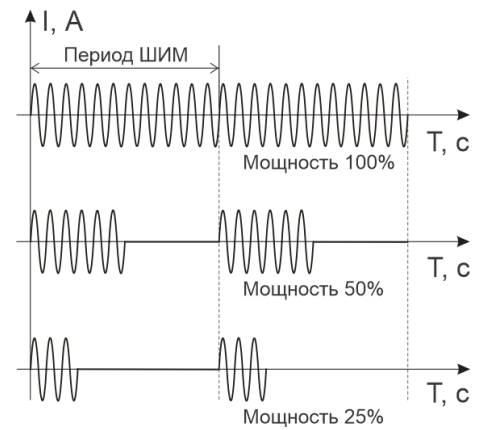 I, А
Период ШИМ
Т, с
Мощность 100%
Т, с
Мощность 50%
Т, с
Мощность 25%